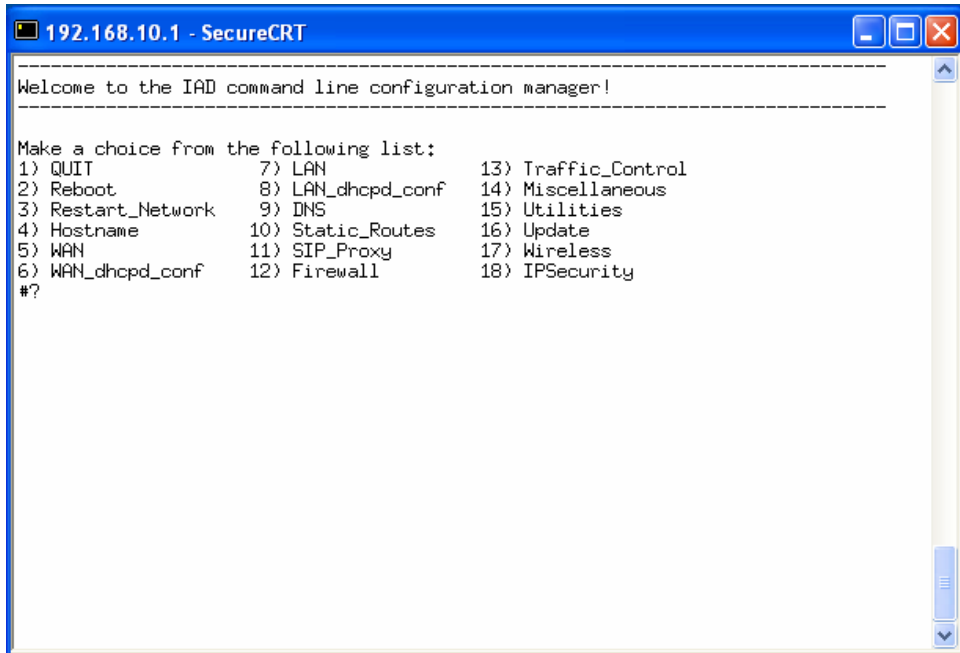 192.168.10.1 - SecureCRT
--------------------------------------------------------------------------------
Welcome to the IAD command line configuration manager!
--------------------------------------------------------------------------------
Make a choice from the following list:
1) QUIT 7) LAN 13) Traffic_Control
2) Reboot 8) LAN_dhcpd_conf 14) Miscellaneous
3) Restart_Network 9) DNS 15) Utilities
4) Hostname 10) Static_Routes 16) Update
5) WAN 11) SIP_Proxy 17) Wireless
6) WAN_dhcpd_conf 12) Firewall 18) IPSecurity
#?